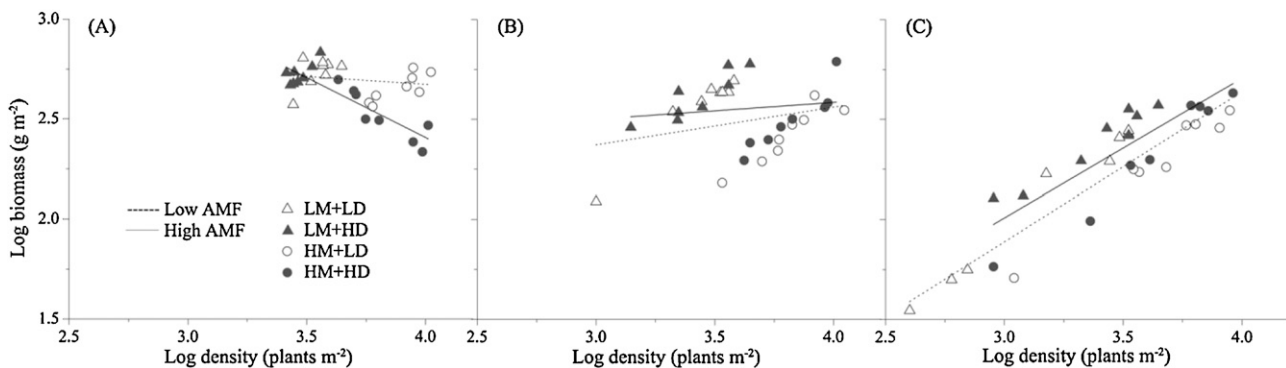 (A)
(B)
(C)
3.0
2.5
2.0
1.5
Log biomass (g m⁻²)
Low AMF
High AMF
LM+LD
LM+HD
HM+LD
HM+HD
2.5 3.0 3.5 4.0 2.5 3.0 3.5 4.0 2.5 3.0 3.5 4.0
Log density (plants m⁻²) Log density (plants m⁻²) Log density (plants m⁻²)